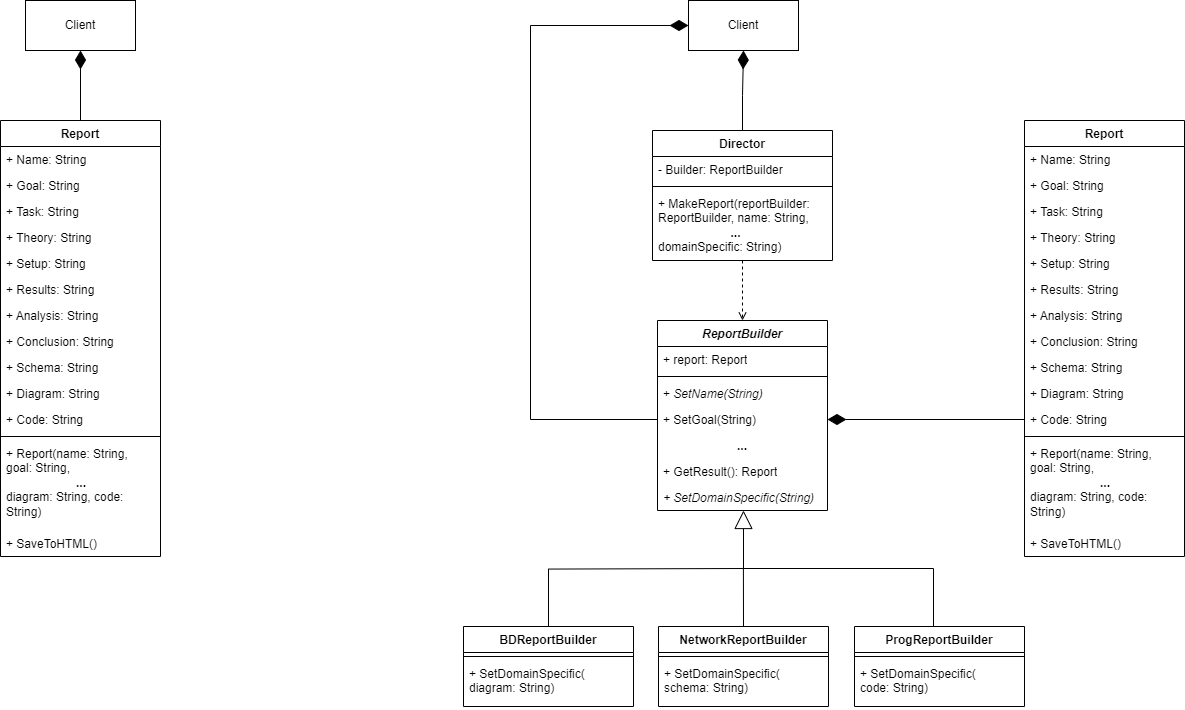 Client
Report
+ Name: String
+ Goal: String
+ Task: String
+ Theory: String
+ Setup: String
+ Results: String
+ Analysis: String
+ Conclusion: String
+ Schema: String
+ Diagram: String
+ Code: String
+ Report(name: String,
goal: String,
...
diagram: String, code:
String)
+ SaveToHTML()
Client
Director
- Builder: ReportBuilder
+ MakeReport(reportBuilder:
ReportBuilder, name: String,
...
domainSpecific: String)
ReportBuilder
+ report: Report
+ SetName(String)
+ SetGoal(String)
...
+ GetResult(): Report
+ SetDomainSpecific(String)
Report
+ Name: String
+ Goal: String
+ Task: String
+ Theory: String
+ Setup: String
+ Results: String
+ Analysis: String
+ Conclusion: String
+ Schema: String
+ Diagram: String
+ Code: String
+ Report(name: String,
goal: String,
...
diagram: String, code:
String)
+ SaveToHTML()
BDReportBuilder
+ SetDomainSpecific(
diagram: String)
NetworkReportBuilder
+ SetDomainSpecific(
schema: String)
ProgReportBuilder
+ SetDomainSpecific(
code: String)